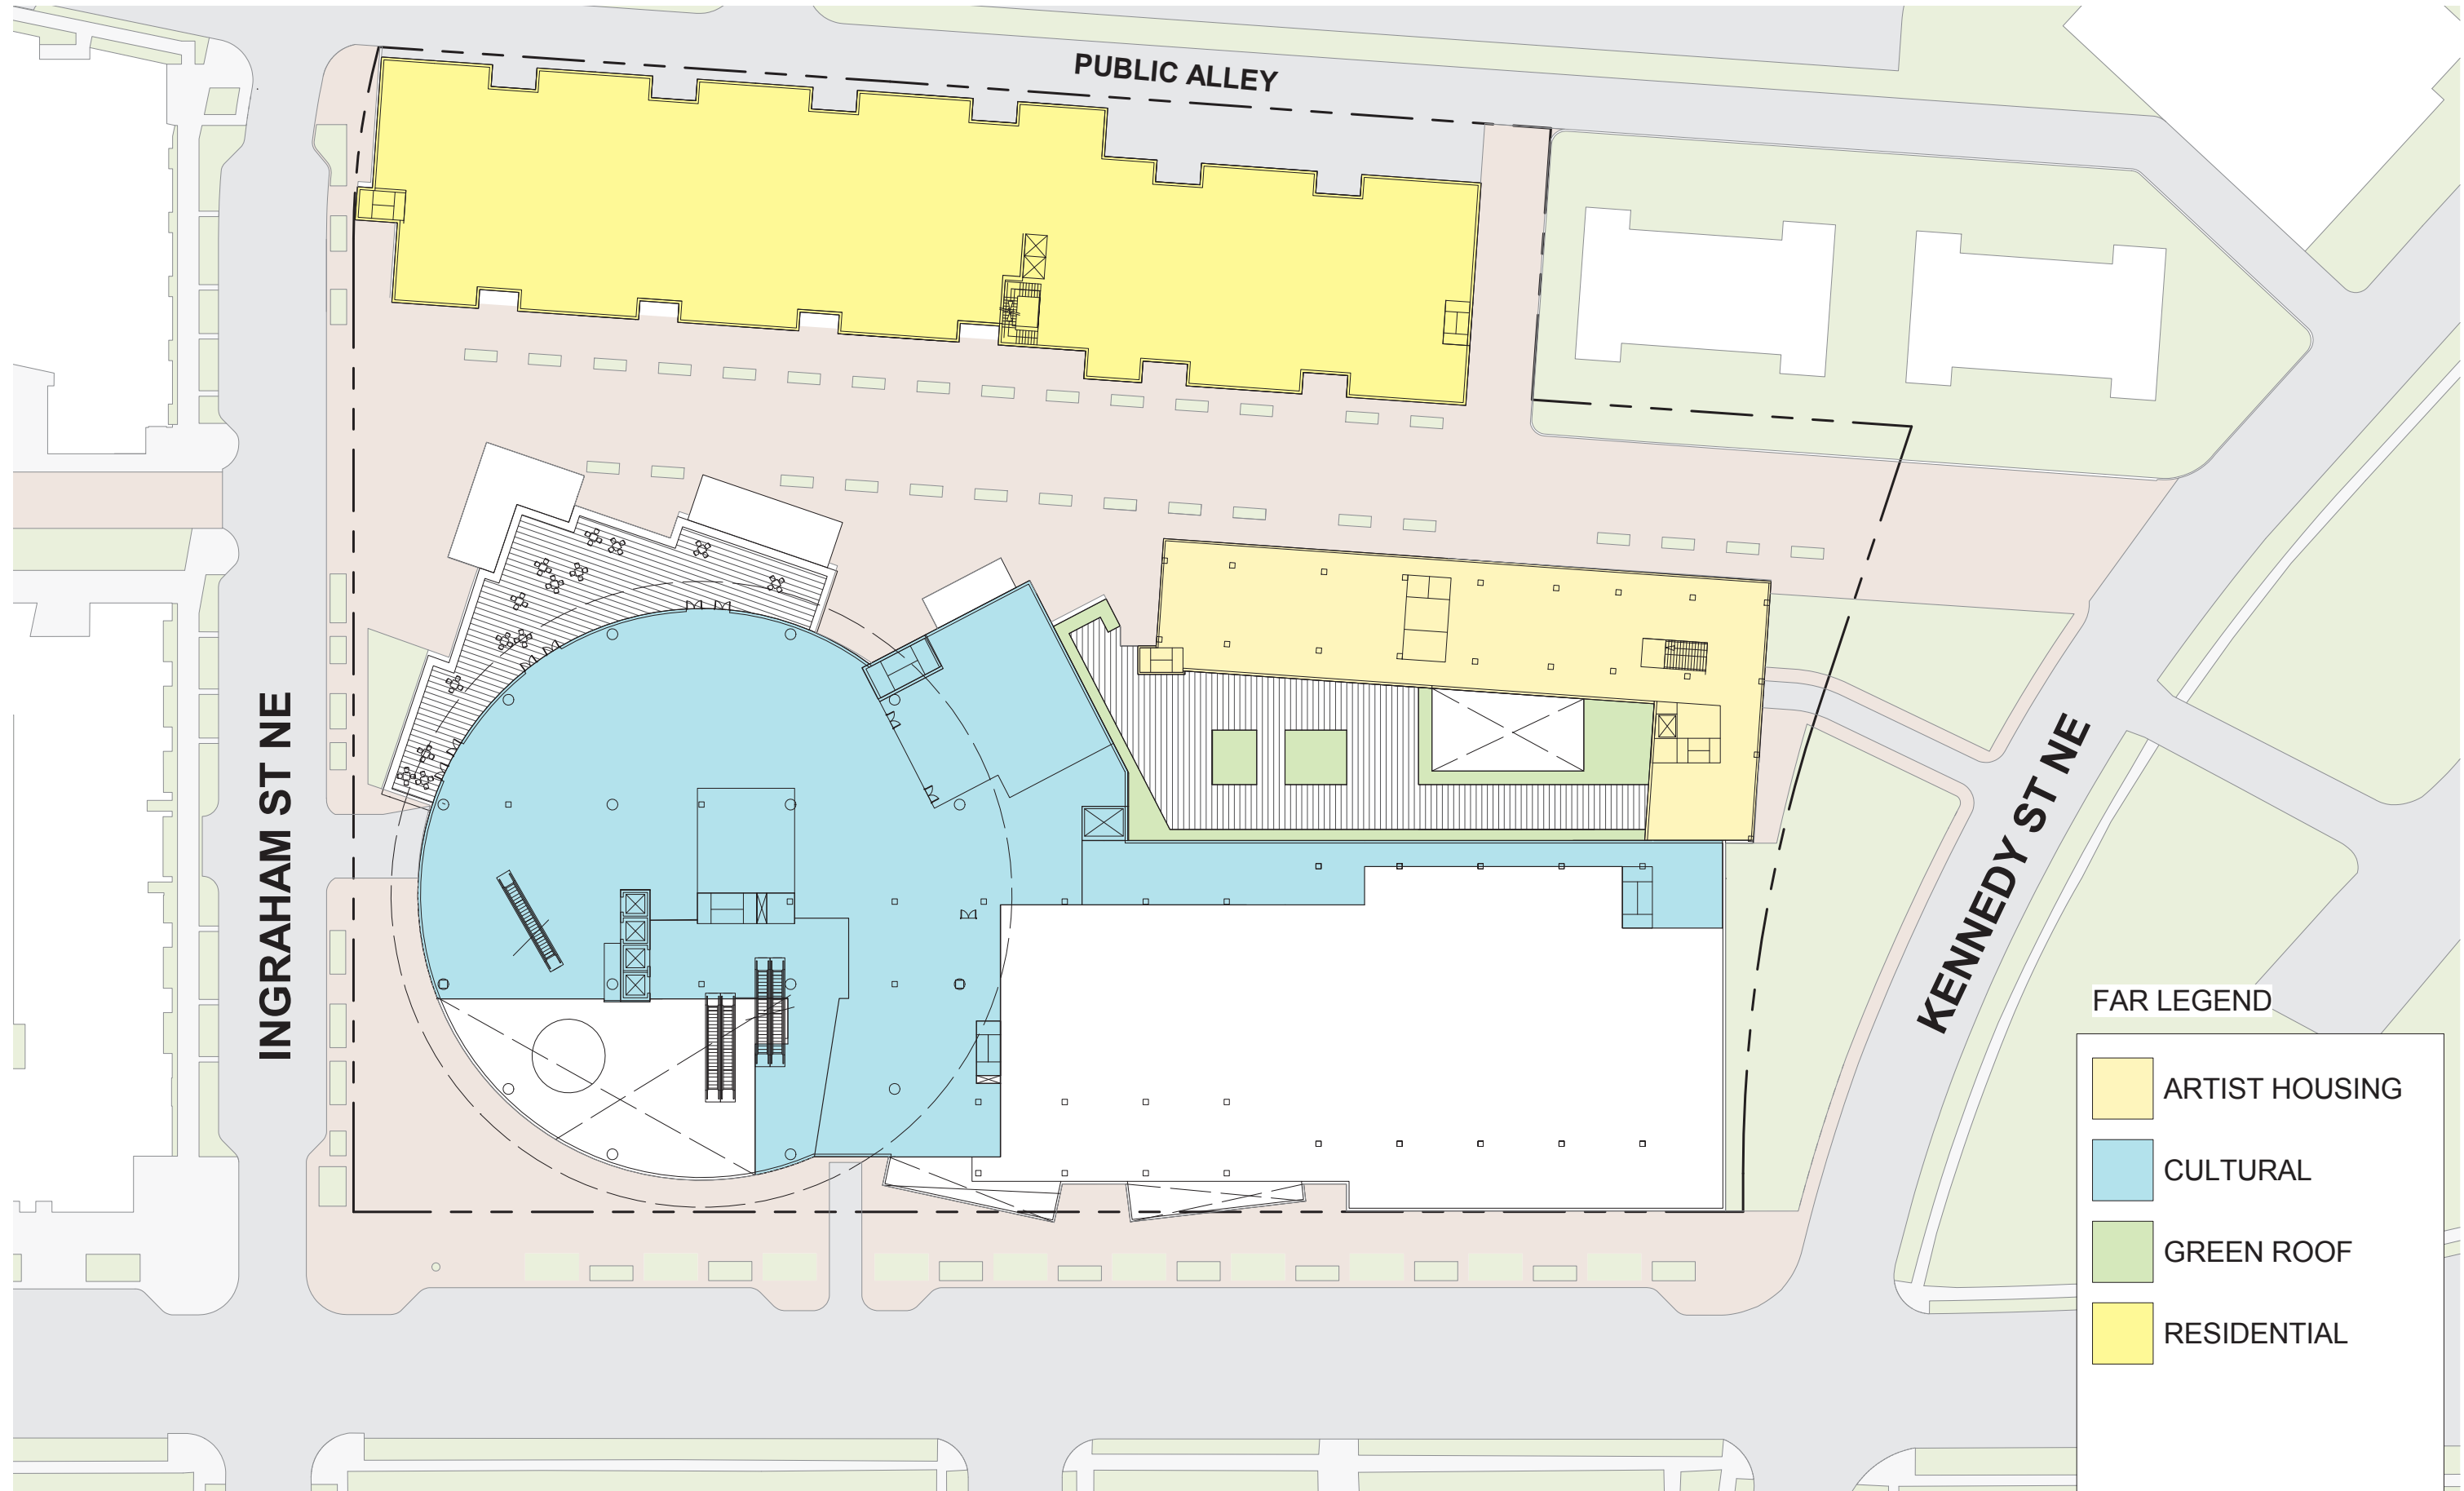 PUBLIC ALLEY
INGRAHAM ST NE
KENNEDY ST NE
FAR LEGEND
ARTIST HOUSING
CULTURAL
GREEN ROOF
RESIDENTIAL